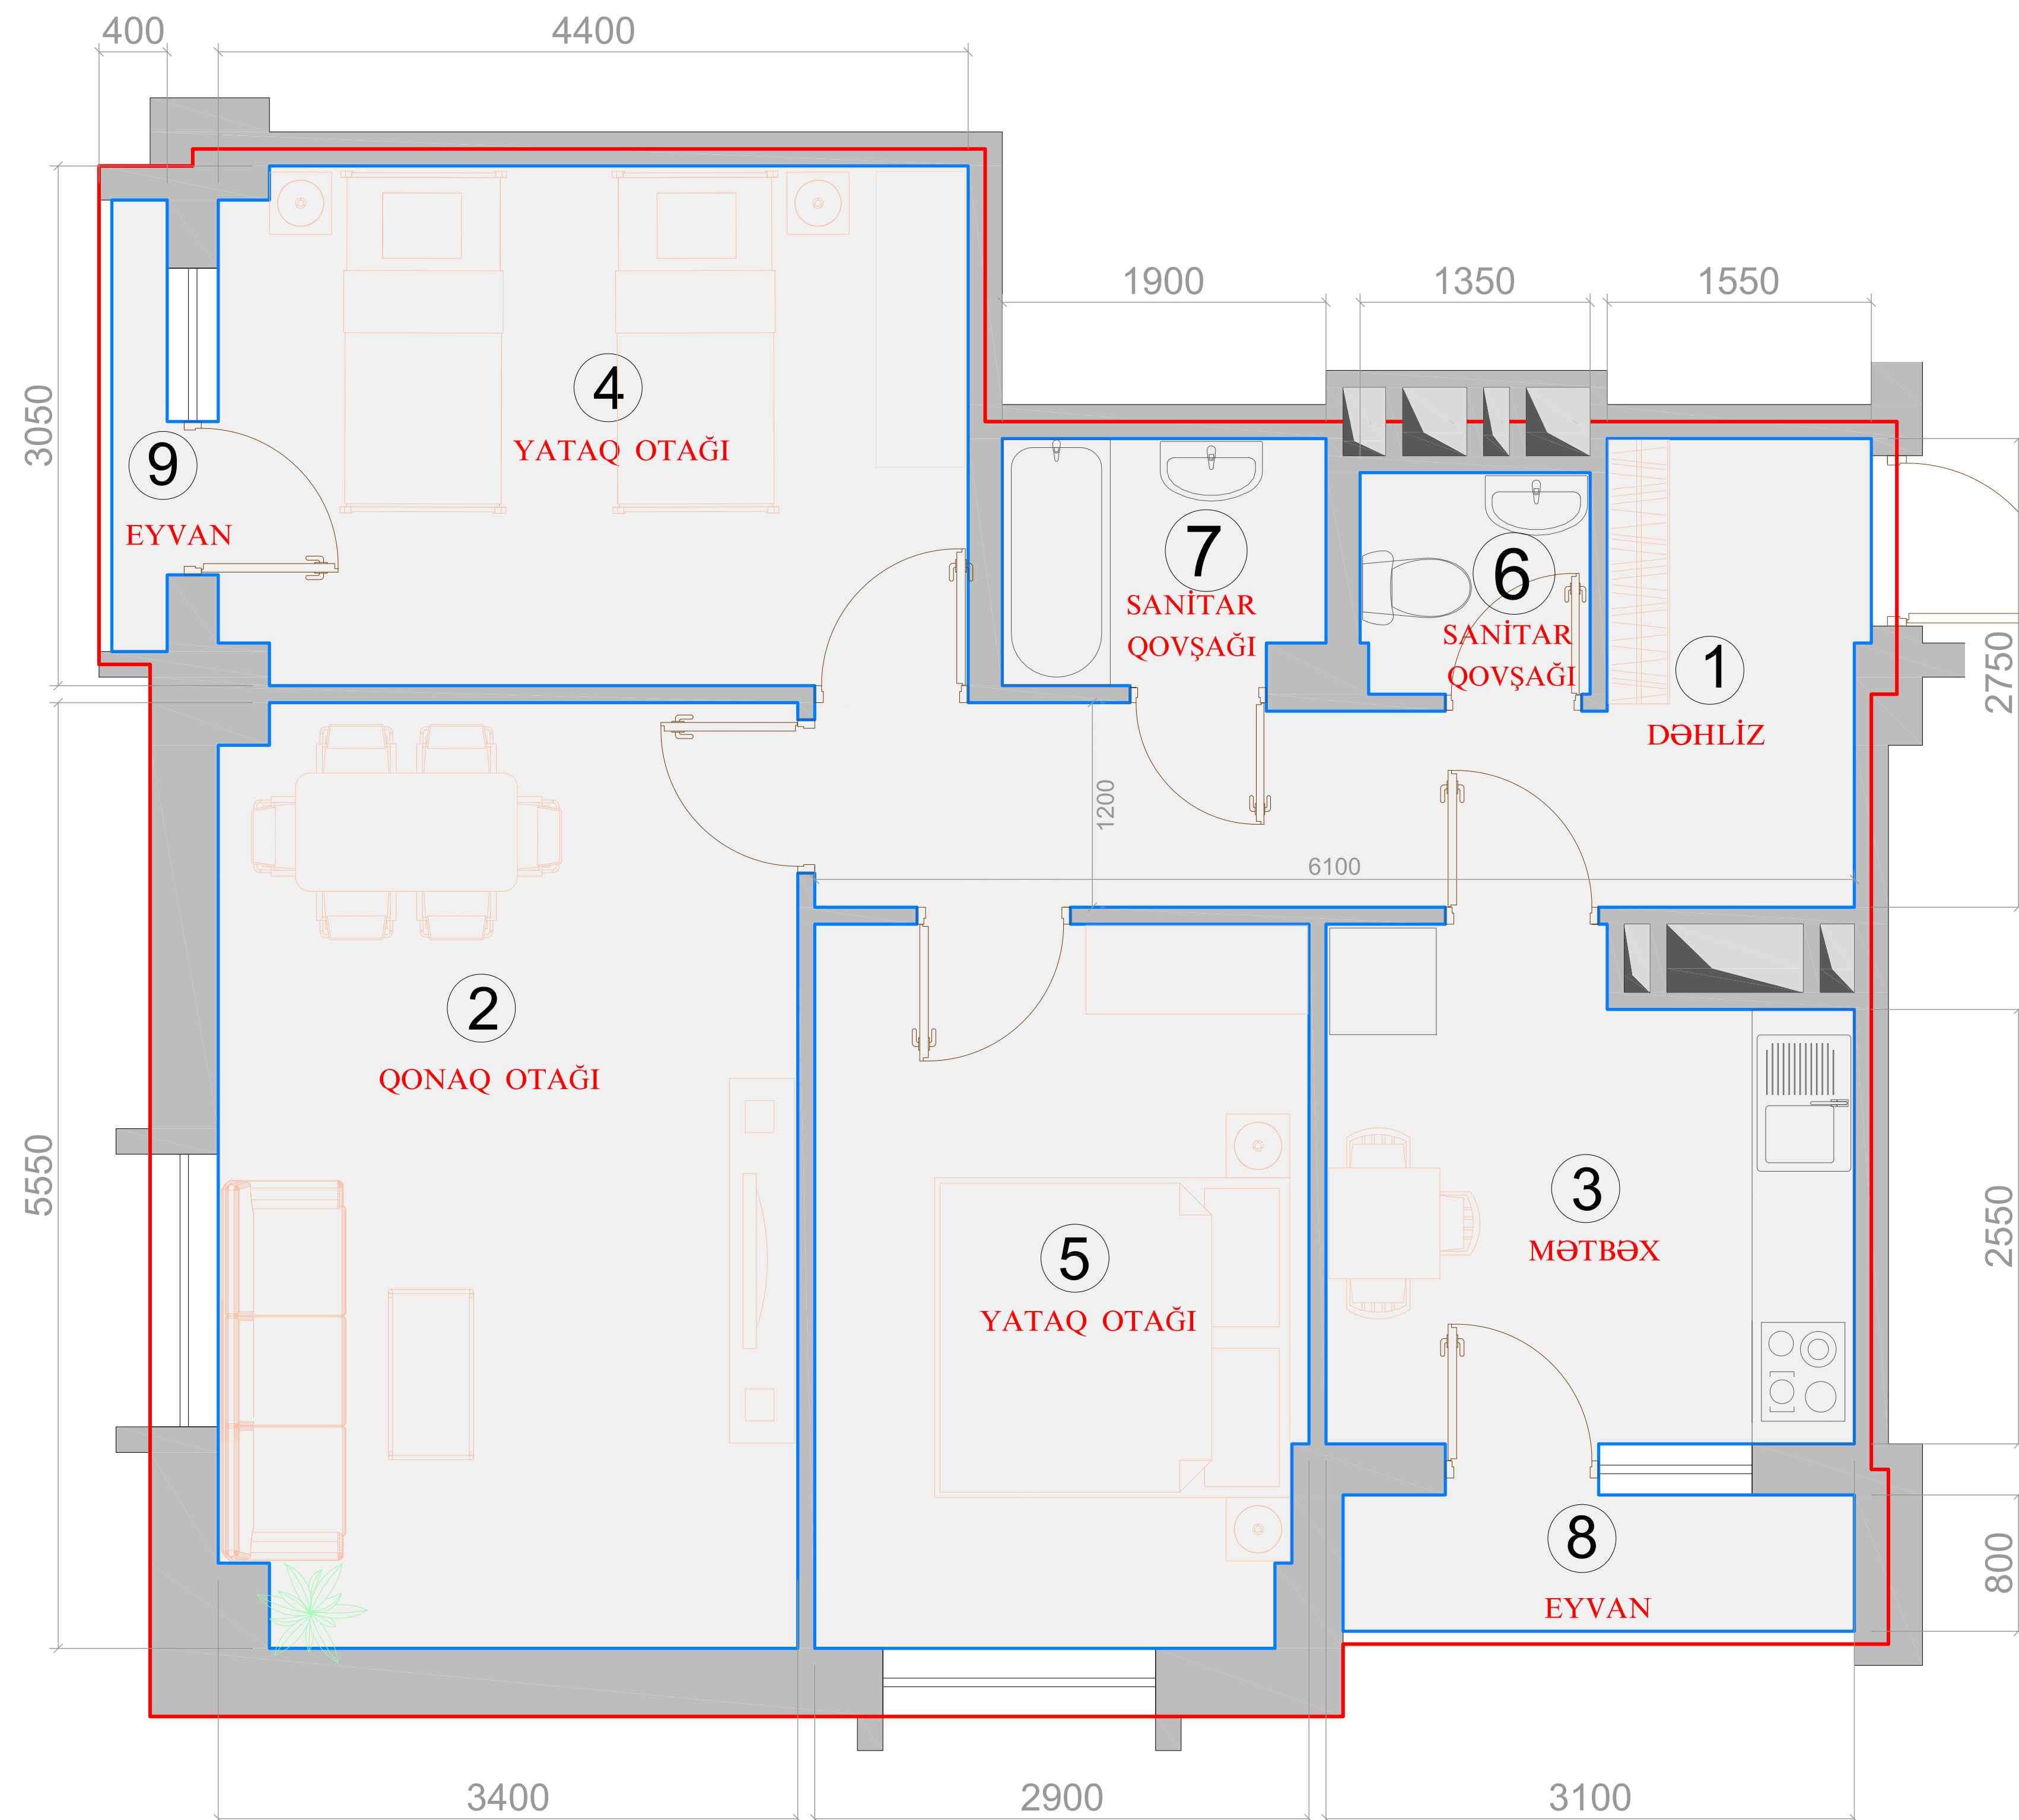 400
4400
1900
1350
1550
3050
4
YATAQ OTAĞI
9
EYVAN
7
SANİTAR
QOVŞAĞI
6
SANİTAR
QOVŞAĞI
1
DƏHLİZ
2750
1200
6100
2
QONAQ OTAĞI
5550
5
YATAQ OTAĞI
3
MƏTBƏX
2550
8
EYVAN
800
3400
2900
3100